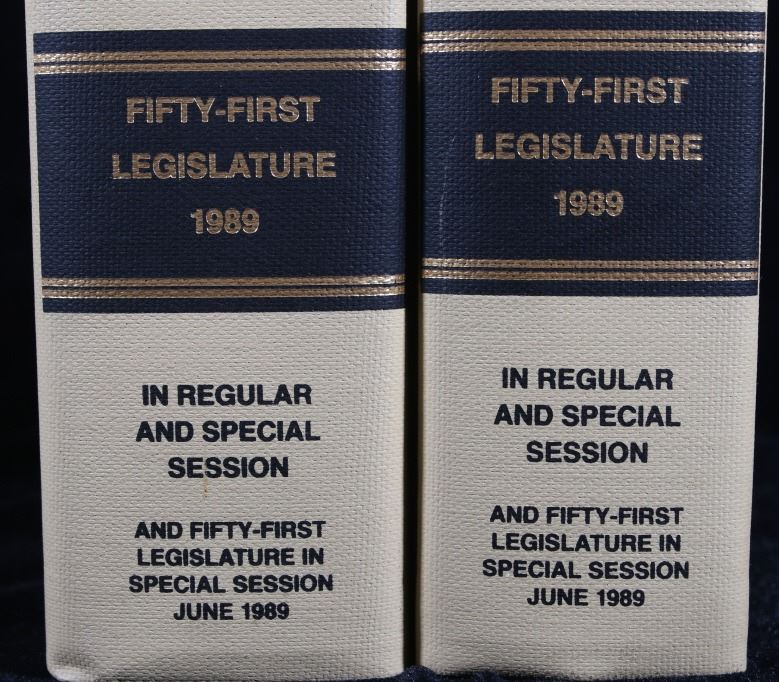 FIFTY-FIRST
LEGISLATURE
1989
IN REGULAR
AND SPECIAL
SESSION
AND FIFTY-FIRST
LEGISLATURE IN
SPECIAL SESSION
JUNE 1989
FIFTY-FIRST
LEGISLATURE
1989
IN REGULAR
AND SPECIAL
SESSION
AND FIFTY-FIRST
LEGISLATURE IN
SPECIAL SESSION
JUNE 1989